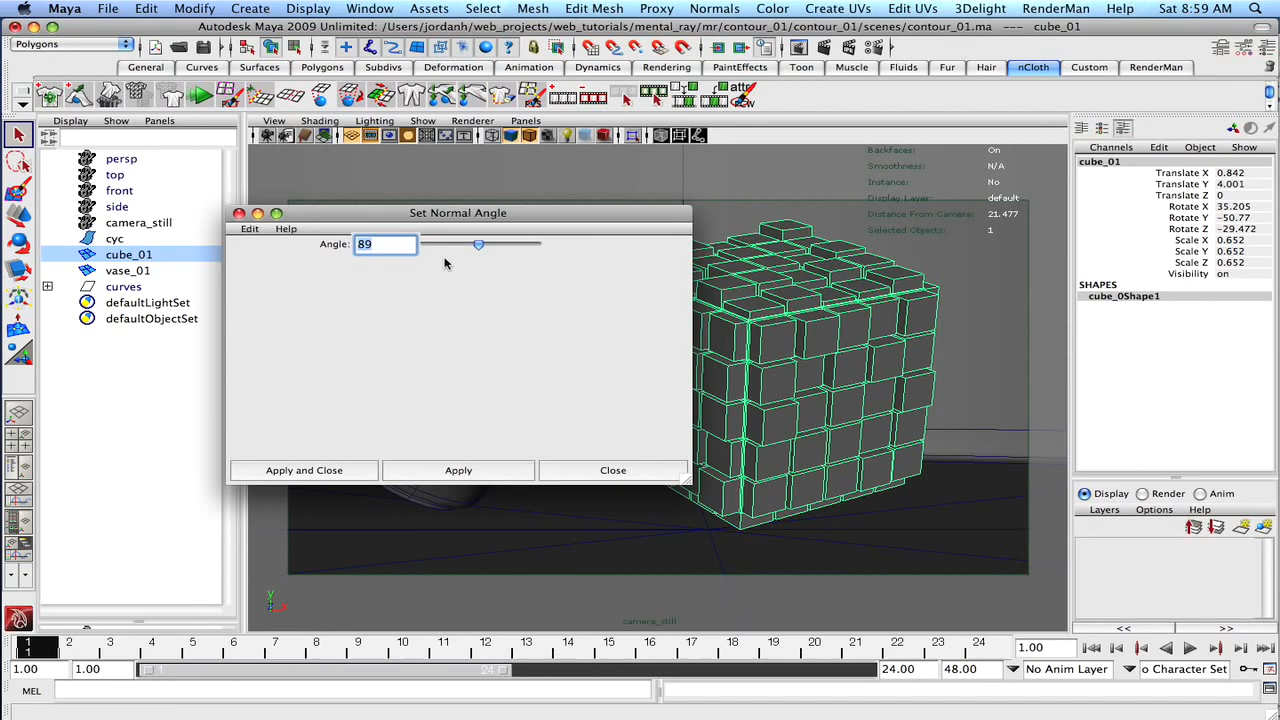 Maya File Edit Modify Create Display Window Assets Select Mesh Edit Mesh Proxy Normals Color Create UVs Edit UVs 3Delight RenderMan Help Sat 8:59 AM
Autodesk Maya 2009 Unlimited: /Users/jordanh/web_projects/web_tutorials/mental_ray/mr/contour_01/contour_01/scenes/contour_01.ma --- cube_01
Polygons
General Curves Surfaces Polygons Subdivs Deformation Animation Dynamics Rendering PaintEffects Toon Muscle Fluids Fur Hair nCloth Custom RenderMan
attr
Display Show Panels
View Shading Lighting Show Renderer Panels
persp
top
front
side
camera_still
cyc
cube_01
vase_01
curves
defaultLightSet
defaultObjectSet
Backfaces: On
Smoothness: N/A
Instance: No
Display Layer: default
Distance From Camera: 21.477
Selected Objects: 1
Set Normal Angle
Edit Help
Angle: 89
Apply and Close Apply Close
y
z
camera_still
Channels Edit Object Show
cube_01
Translate X 0.842
Translate Y 4.001
Translate Z 0
Rotate X 35.205
Rotate Y -50.77
Rotate Z -29.472
Scale X 0.652
Scale Y 0.652
Scale Z 0.652
Visibility on
SHAPES
cube_0Shape1
Display Render Anim
Layers Options Help
<< >>
1 2 3 4 5 6 7 8 9 10 11 12 13 14 15 16 17 18 19 20 21 22 23 24 1.00
1
1.00 1.00 1 24 24.00 48.00 No Anim Layer o Character Set
MEL